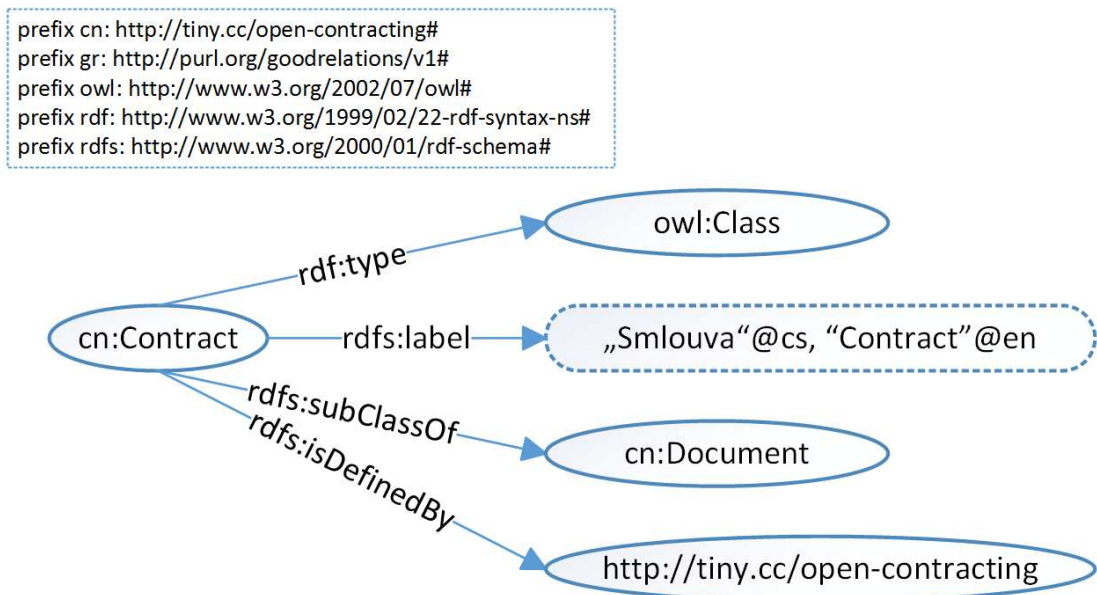 prefix cn: http://tiny.cc/open-contracting#
prefix gr: http://purl.org/goodrelations/v1#
prefix owl: http://www.w3.org/2002/07/owl#
prefix rdf: http://www.w3.org/1999/02/22-rdf-syntax-ns#
prefix rdfs: http://www.w3.org/2000/01/rdf-schema#
owl:Class
rdf:type
cn:Contract
rdfs:label
„Smlouva“@cs, “Contract”@en
rdfs:subClassOf
cn:Document
rdfs:isDefinedBy
http://tiny.cc/open-contracting